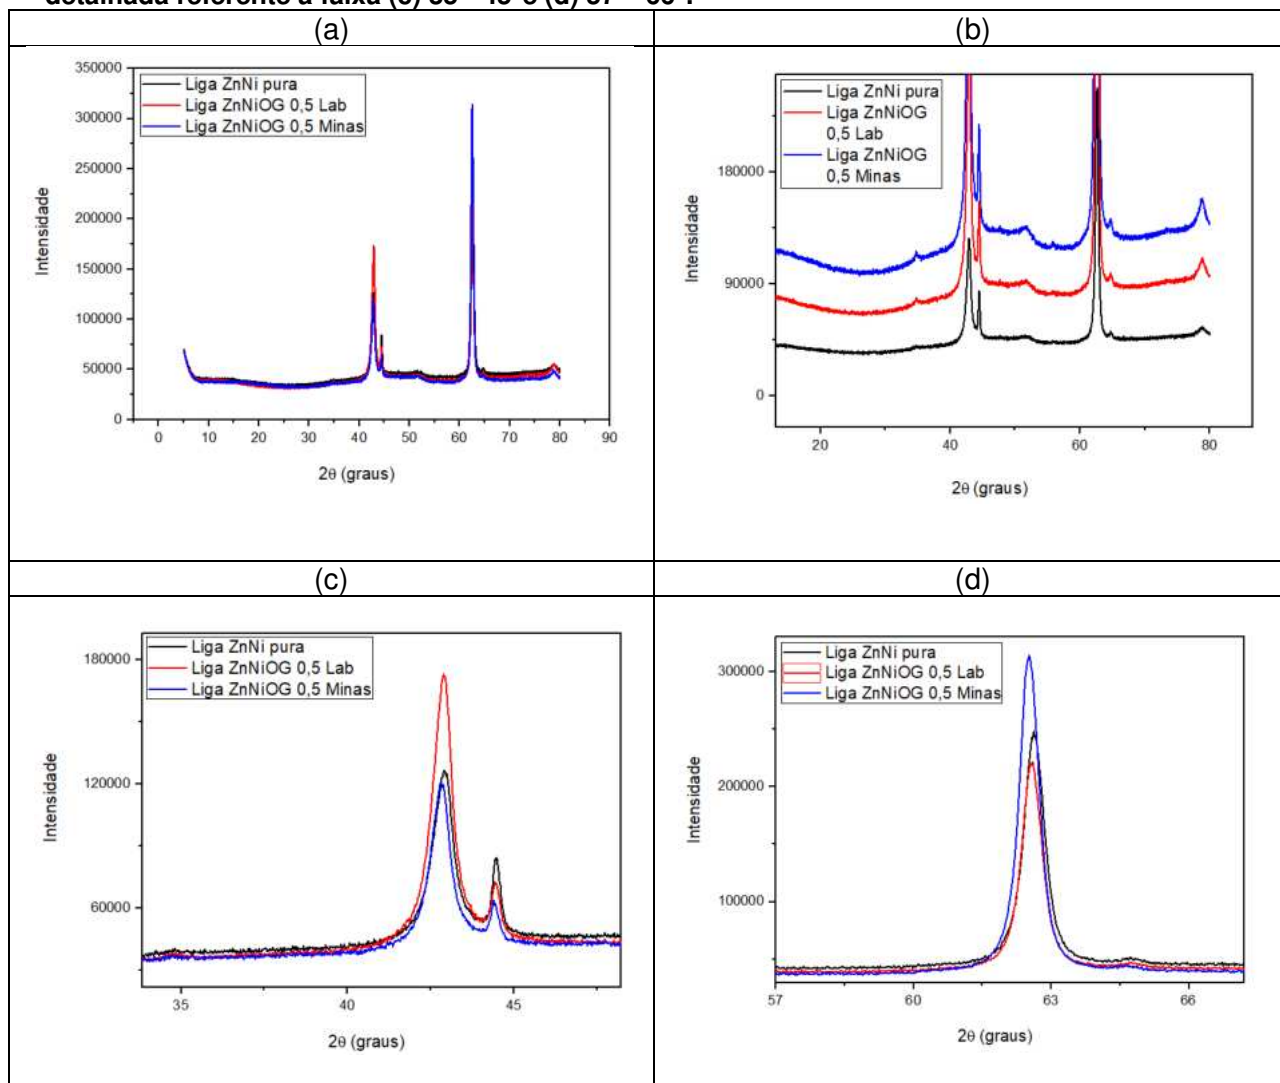 (a)
(b)
350000
300000
250000
200000
150000
100000
50000
0
Intensidade
Liga ZnNi pura
Liga ZnNiOG 0,5 Lab
Liga ZnNiOG 0,5 Minas
0 10 20 30 40 50 60 70 80 90
2θ (graus)
180000
90000
0
Intensidade
Liga ZnNi pura
Liga ZnNiOG
0,5 Lab
Liga ZnNiOG
0,5 Minas
20 40 60 80
2θ (graus)
(c)
(d)
180000
120000
60000
Intensidade
Liga ZnNi pura
Liga ZnNiOG 0,5 Lab
Liga ZnNiOG 0,5 Minas
35 40 45
2θ (graus)
300000
200000
100000
Intensidade
Liga ZnNi pura
Liga ZnNiOG 0,5 Lab
Liga ZnNiOG 0,5 Minas
57 60 63 66
2θ (graus)